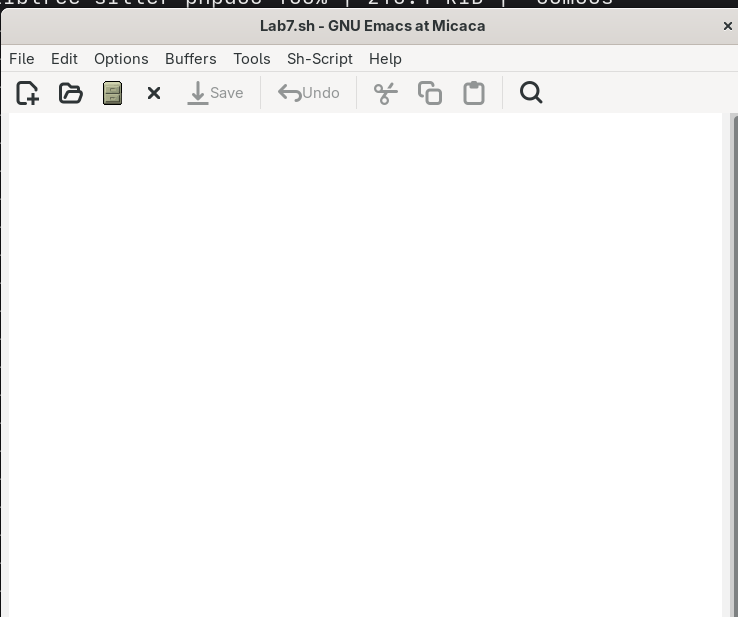 Lab7.sh - GNU Emacs at Micaca
File Edit Options Buffers Tools Sh-Script Help
Save Undo